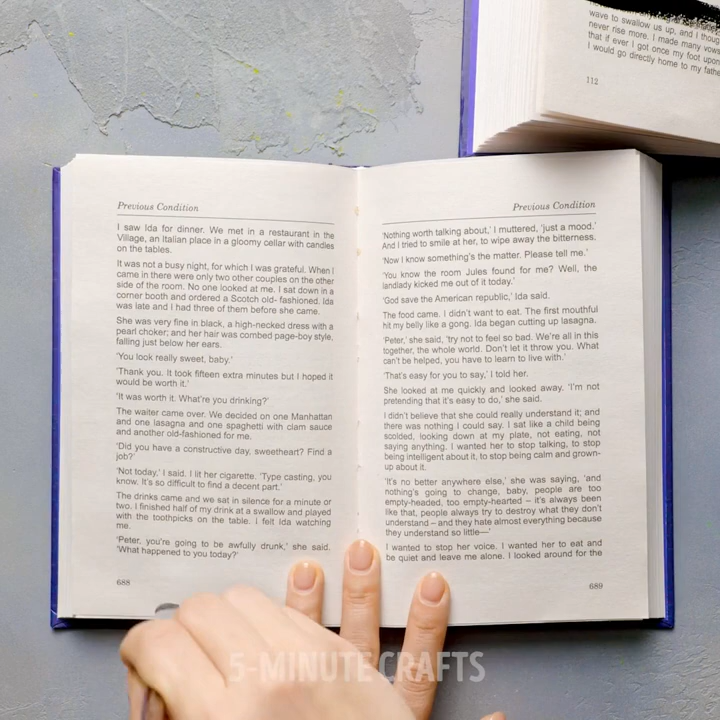 wave to swallow us up, and I
never rise more. I made many vows
that if ever I got once my foot upon
I would go directly home to my
112
Previous Condition
I saw Ida for dinner. We met in a restaurant in the
Village, an Italian place in a gloomy cellar with candles
on the tables.
It was not a busy night, for which I was grateful. When I
came in there were only two other couples on the other
side of the room. No one looked at me. I sat down in a
corner booth and ordered a Scotch old- fashioned. Ida
was late and I had three of them before she came.
She was very fine in black, a high-necked dress with a
pearl choker; and her hair was combed page-boy style,
falling just below her ears.
‘You look really sweet, baby.’
‘Thank you. It took fifteen extra minutes but I hoped it
would be worth it.’
‘It was worth it. What’re you drinking?’
The waiter came over. We decided on one Manhattan
and one lasagna and one spaghetti with clam sauce
and another old-fashioned for me.
‘Did you have a constructive day, sweetheart? Find a
job?’
‘Not today,’ I said. I lit her cigarette. ‘Type casting, you
know. It’s so difficult to find a decent part.’
The drinks came and we sat in silence for a minute or
two. I finished half of my drink at a swallow and played
with the toothpicks on the table. I felt Ida watching
me.
‘Peter, you’re going to be awfully drunk,’ she said.
‘What happened to you today?’
688
Previous Condition
‘Nothing worth talking about,’ I muttered, ‘just a mood.’
And I tried to smile at her, to wipe away the bitterness.
‘Now I know something’s the matter. Please tell me.’
‘You know the room Jules found for me? Well, the
landlady kicked me out of it today.’
‘God save the American republic,’ Ida said.
The food came. I didn’t want to eat. The first mouthful
hit my belly like a gong. Ida began cutting up lasagna.
‘Peter,’ she said, ‘try not to feel so bad. We’re all in this
together, the whole world. Don’t let it throw you. What
can’t be helped, you have to learn to live with.’
‘That’s easy for you to say,’ I told her.
She looked at me quickly and looked away. ‘I’m not
pretending that it’s easy to do,’ she said.
I didn’t believe that she could really understand it; and
there was nothing I could say. I sat like a child being
scolded, looking down at my plate, not eating, not
saying anything. I wanted her to stop talking, to stop
being intelligent about it, to stop being calm and grown-
up about it.
‘It’s no better anywhere else,’ she was saying, ‘and
nothing’s going to change, baby, people are too
empty-headed, too empty-hearted – it’s always been
like that, people always try to destroy what they don’t
understand – and they hate almost everything because
they understand so little—’
I wanted to stop her voice. I wanted her to eat and
be quiet and leave me alone. I looked around for the
689
5-MINUTE CRAFTS